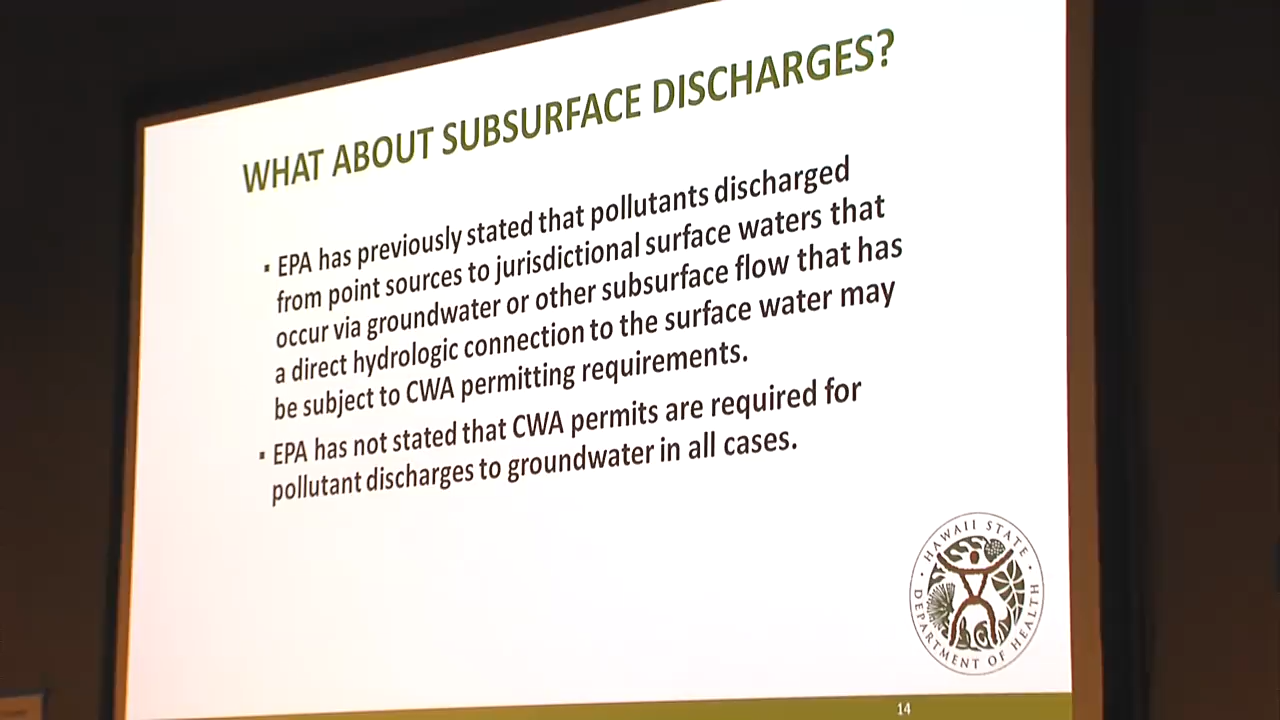 WHAT ABOUT SUBSURFACE DISCHARGES?
▪ EPA has previously stated that pollutants discharged
from point sources to jurisdictional surface waters that
occur via groundwater or other subsurface flow that has
a direct hydrologic connection to the surface water may
be subject to CWA permitting requirements.
▪ EPA has not stated that CWA permits are required for
pollutant discharges to groundwater in all cases.
HAWAII STATE
DEPARTMENT OF HEALTH
14